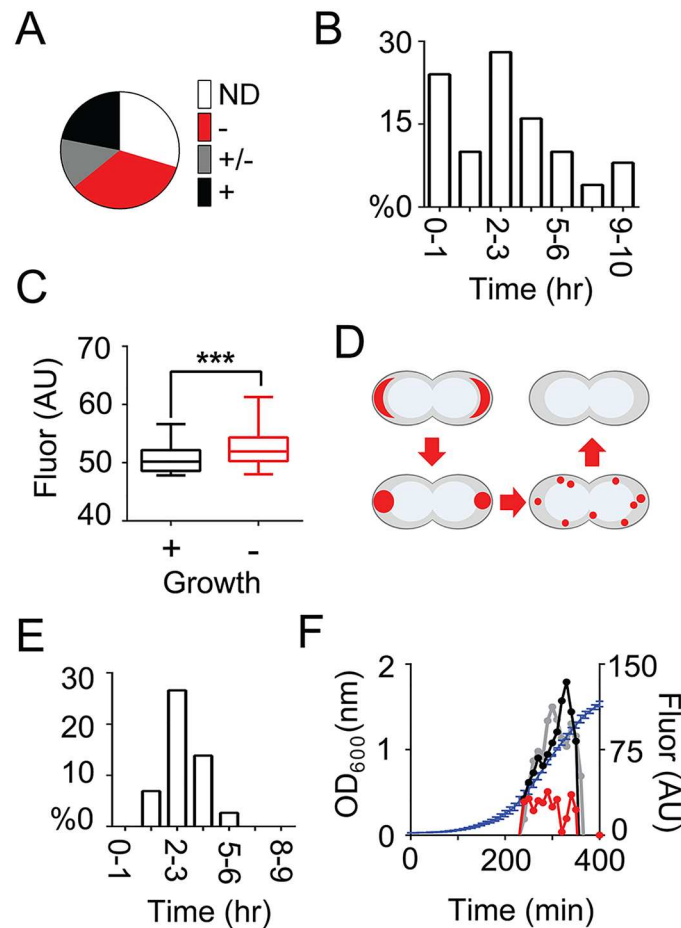 A
ND
-
+/-
+
B
30
15
%0
0-1
2-3
5-6
9-10
Time (hr)
C
70
60
50
40
Fluor (AU)
***
+
-
Growth
D
E
30
20
10
%0
0-1
2-3
5-6
8-9
Time (hr)
F
2
1
0
OD600(nm)
150
75
0
Fluor (AU)
0
200
400
Time (min)